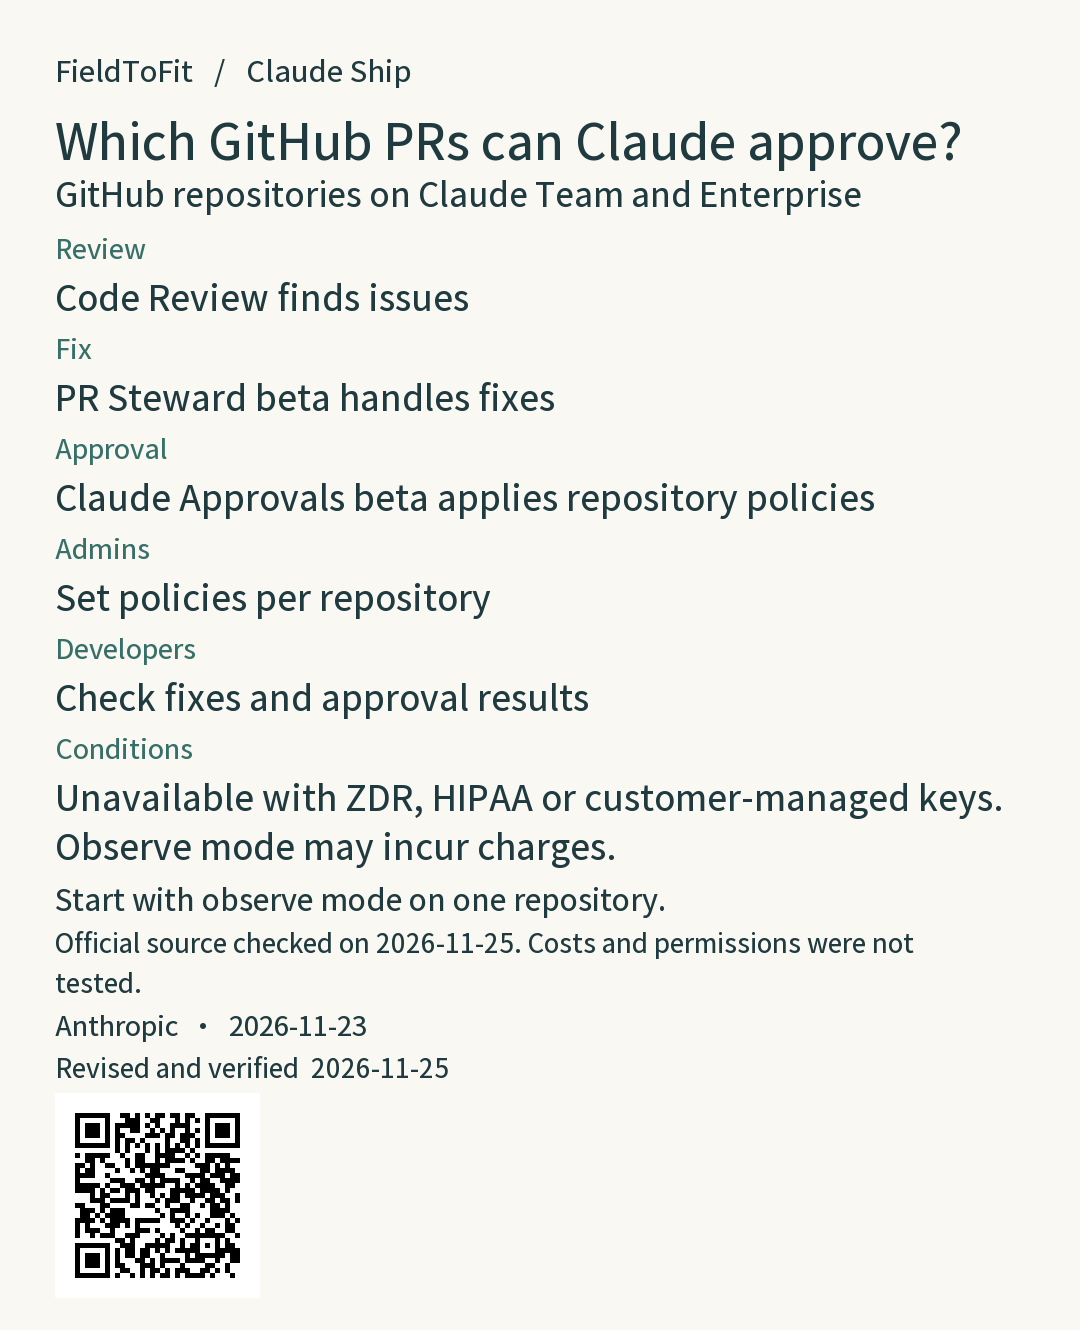 FieldToFit / Claude Ship
Which GitHub PRs can Claude approve?
GitHub repositories on Claude Team and Enterprise
Review
Code Review finds issues
Fix
PR Steward beta handles fixes
Approval
Claude Approvals beta applies repository policies
Admins
Set policies per repository
Developers
Check fixes and approval results
Conditions
Unavailable with ZDR, HIPAA or customer-managed keys.
Observe mode may incur charges.
Start with observe mode on one repository.
Official source checked on 2026-11-25. Costs and permissions were not
tested.
Anthropic ・ 2026-11-23
Revised and verified 2026-11-25